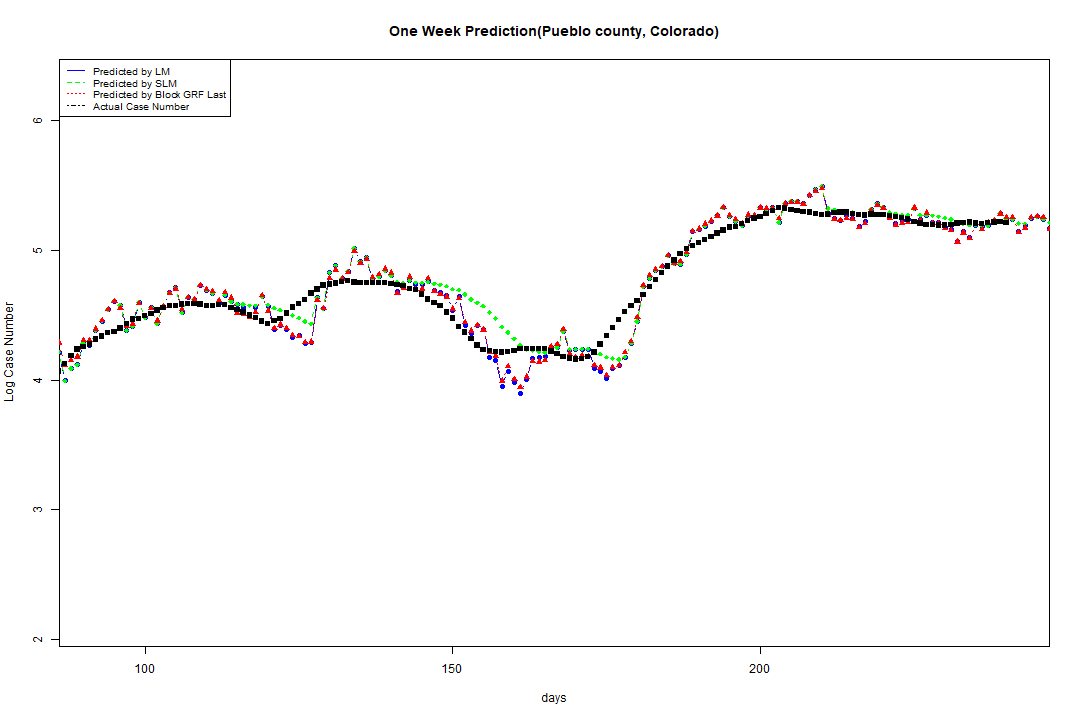 One Week Prediction(Pueblo county, Colorado)
Predicted by LM
Predicted by SLM
Predicted by Block GRF Last
Actual Case Number
6
5
4
3
2
Log Case Number
100 150 200
days